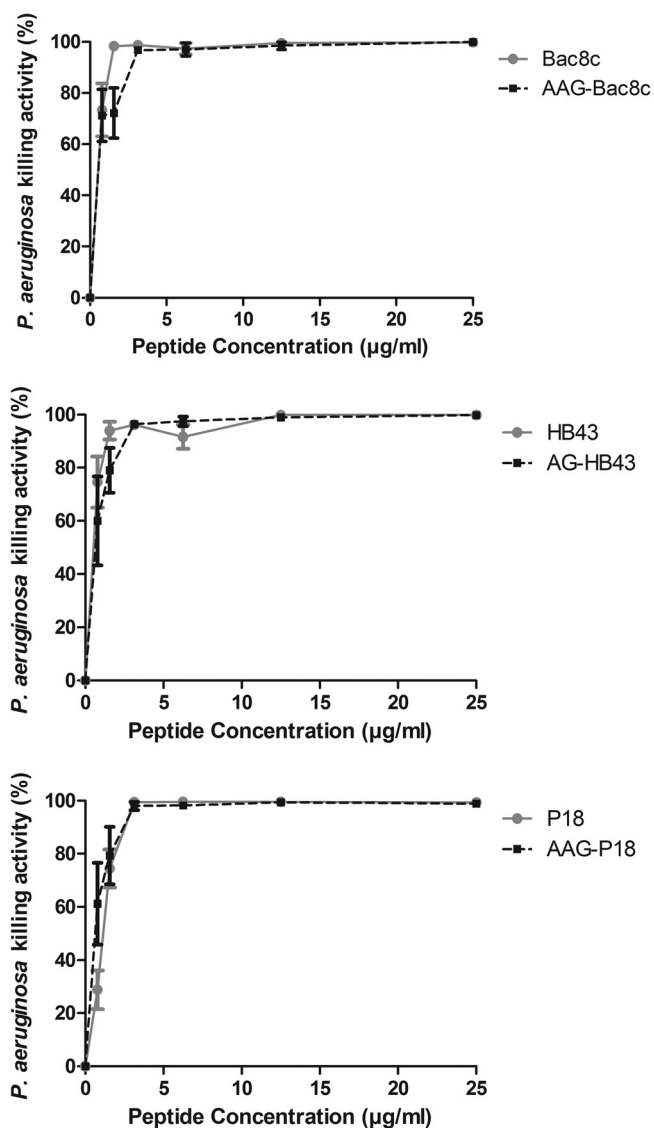 P. aeruginosa killing activity (%)
100
80
60
40
20
0
0 5 10 15 20 25
Peptide Concentration (µg/ml)
Bac8c
AAG-Bac8c
P. aeruginosa killing activity (%)
100
80
60
40
20
0
0 5 10 15 20 25
Peptide Concentration (µg/ml)
HB43
AG-HB43
P. aeruginosa killing activity (%)
100
80
60
40
20
0
0 5 10 15 20 25
Peptide Concentration (µg/ml)
P18
AAG-P18